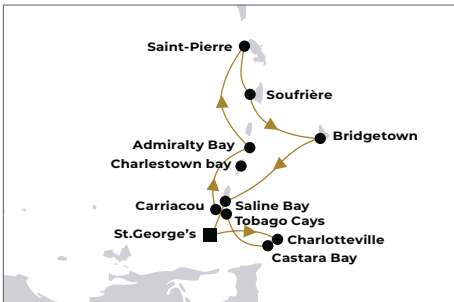 Saint-Pierre
Soufrière
Bridgetown
Admiralty Bay
Charlestown bay
Carriacou
Saline Bay
Tobago Cays
St.George's
Charlotteville
Castara Bay